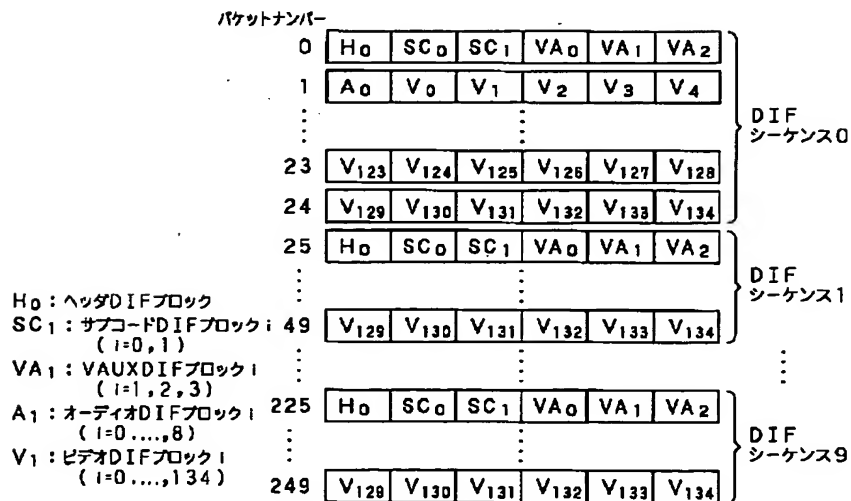 パケットナンバー
0 H0 SC0 SC1 VA0 VA1 VA2
1 A0 V0 V1 V2 V3 V4
DIF
シーケンス0
23 V123 V124 V125 V126 V127 V128
24 V129 V130 V131 V132 V133 V134
25 H0 SC0 SC1 VA0 VA1 VA2
DIF
シーケンス1
49 V129 V130 V131 V132 V133 V134
225 H0 SC0 SC1 VA0 VA1 VA2
DIF
シーケンス9
249 V129 V130 V131 V132 V133 V134
H0:ヘッダDIFブロック
SC1:サブコードDIFブロックi
(i=0,1)
VA1:VAUXDIFブロックi
(i=1,2,3)
A1:オーディオDIFブロックi
(i=0....,8)
V1:ビデオDIFブロックi
(i=0....,134)